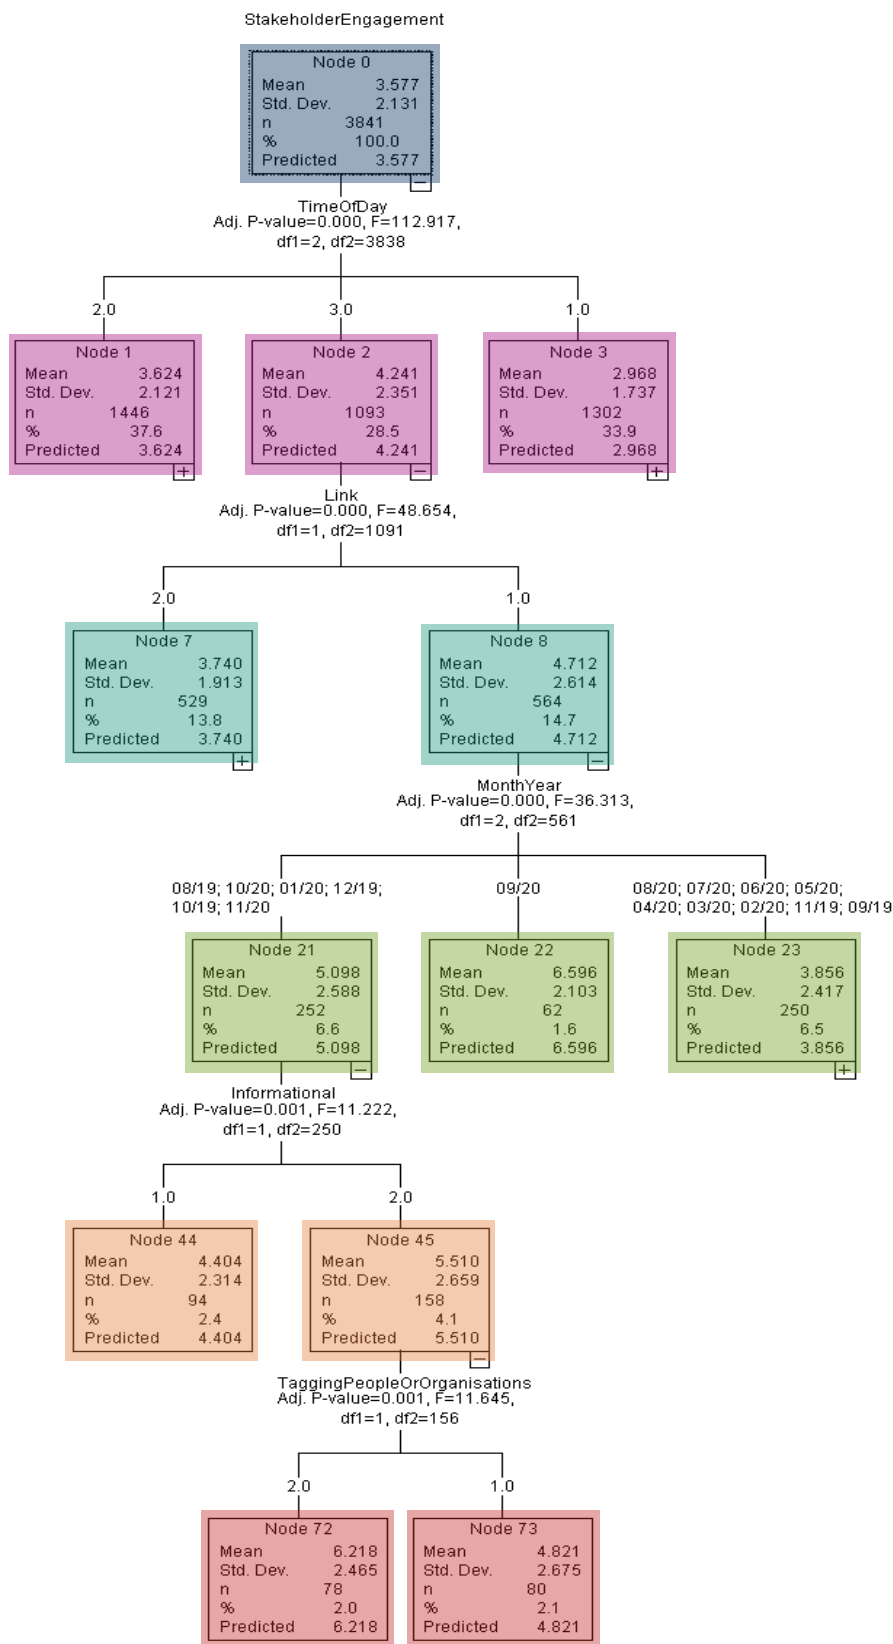 StakeholderEngagement
Node 0
Mean 3.577
Std. Dev. 2.131
n 3841
% 100.0
Predicted 3.577
TimeOfDay
Adj. P-value=0.000, F=112.917,
df1=2, df2=3838
2.0 3.0 1.0
Node 1
Mean 3.624
Std. Dev. 2.121
n 1446
% 37.6
Predicted 3.624
Node 2
Mean 4.241
Std. Dev. 2.351
n 1093
% 28.5
Predicted 4.241
Node 3
Mean 2.968
Std. Dev. 1.737
n 1302
% 33.9
Predicted 2.968
Link
Adj. P-value=0.000, F=48.654,
df1=1, df2=1091
2.0 1.0
Node 7
Mean 3.740
Std. Dev. 1.913
n 529
% 13.8
Predicted 3.740
Node 8
Mean 4.712
Std. Dev. 2.614
n 564
% 14.7
Predicted 4.712
MonthYear
Adj. P-value=0.000, F=36.313,
df1=2, df2=561
08/19; 10/20; 01/20; 12/19;
10/19; 11/20
09/20
08/20; 07/20; 06/20; 05/20;
04/20; 03/20; 02/20; 11/19; 09/19
Node 21
Mean 5.098
Std. Dev. 2.588
n 252
% 6.6
Predicted 5.098
Node 22
Mean 6.596
Std. Dev. 2.103
n 62
% 1.6
Predicted 6.596
Node 23
Mean 3.856
Std. Dev. 2.417
n 250
% 6.5
Predicted 3.856
Informational
Adj. P-value=0.001, F=11.222,
df1=1, df2=250
1.0 2.0
Node 44
Mean 4.404
Std. Dev. 2.314
n 94
% 2.4
Predicted 4.404
Node 45
Mean 5.510
Std. Dev. 2.659
n 158
% 4.1
Predicted 5.510
TaggingPeopleOrOrganisations
Adj. P-value=0.001, F=11.645,
df1=1, df2=156
2.0 1.0
Node 72
Mean 6.218
Std. Dev. 2.465
n 78
% 2.0
Predicted 6.218
Node 73
Mean 4.821
Std. Dev. 2.675
n 80
% 2.1
Predicted 4.821